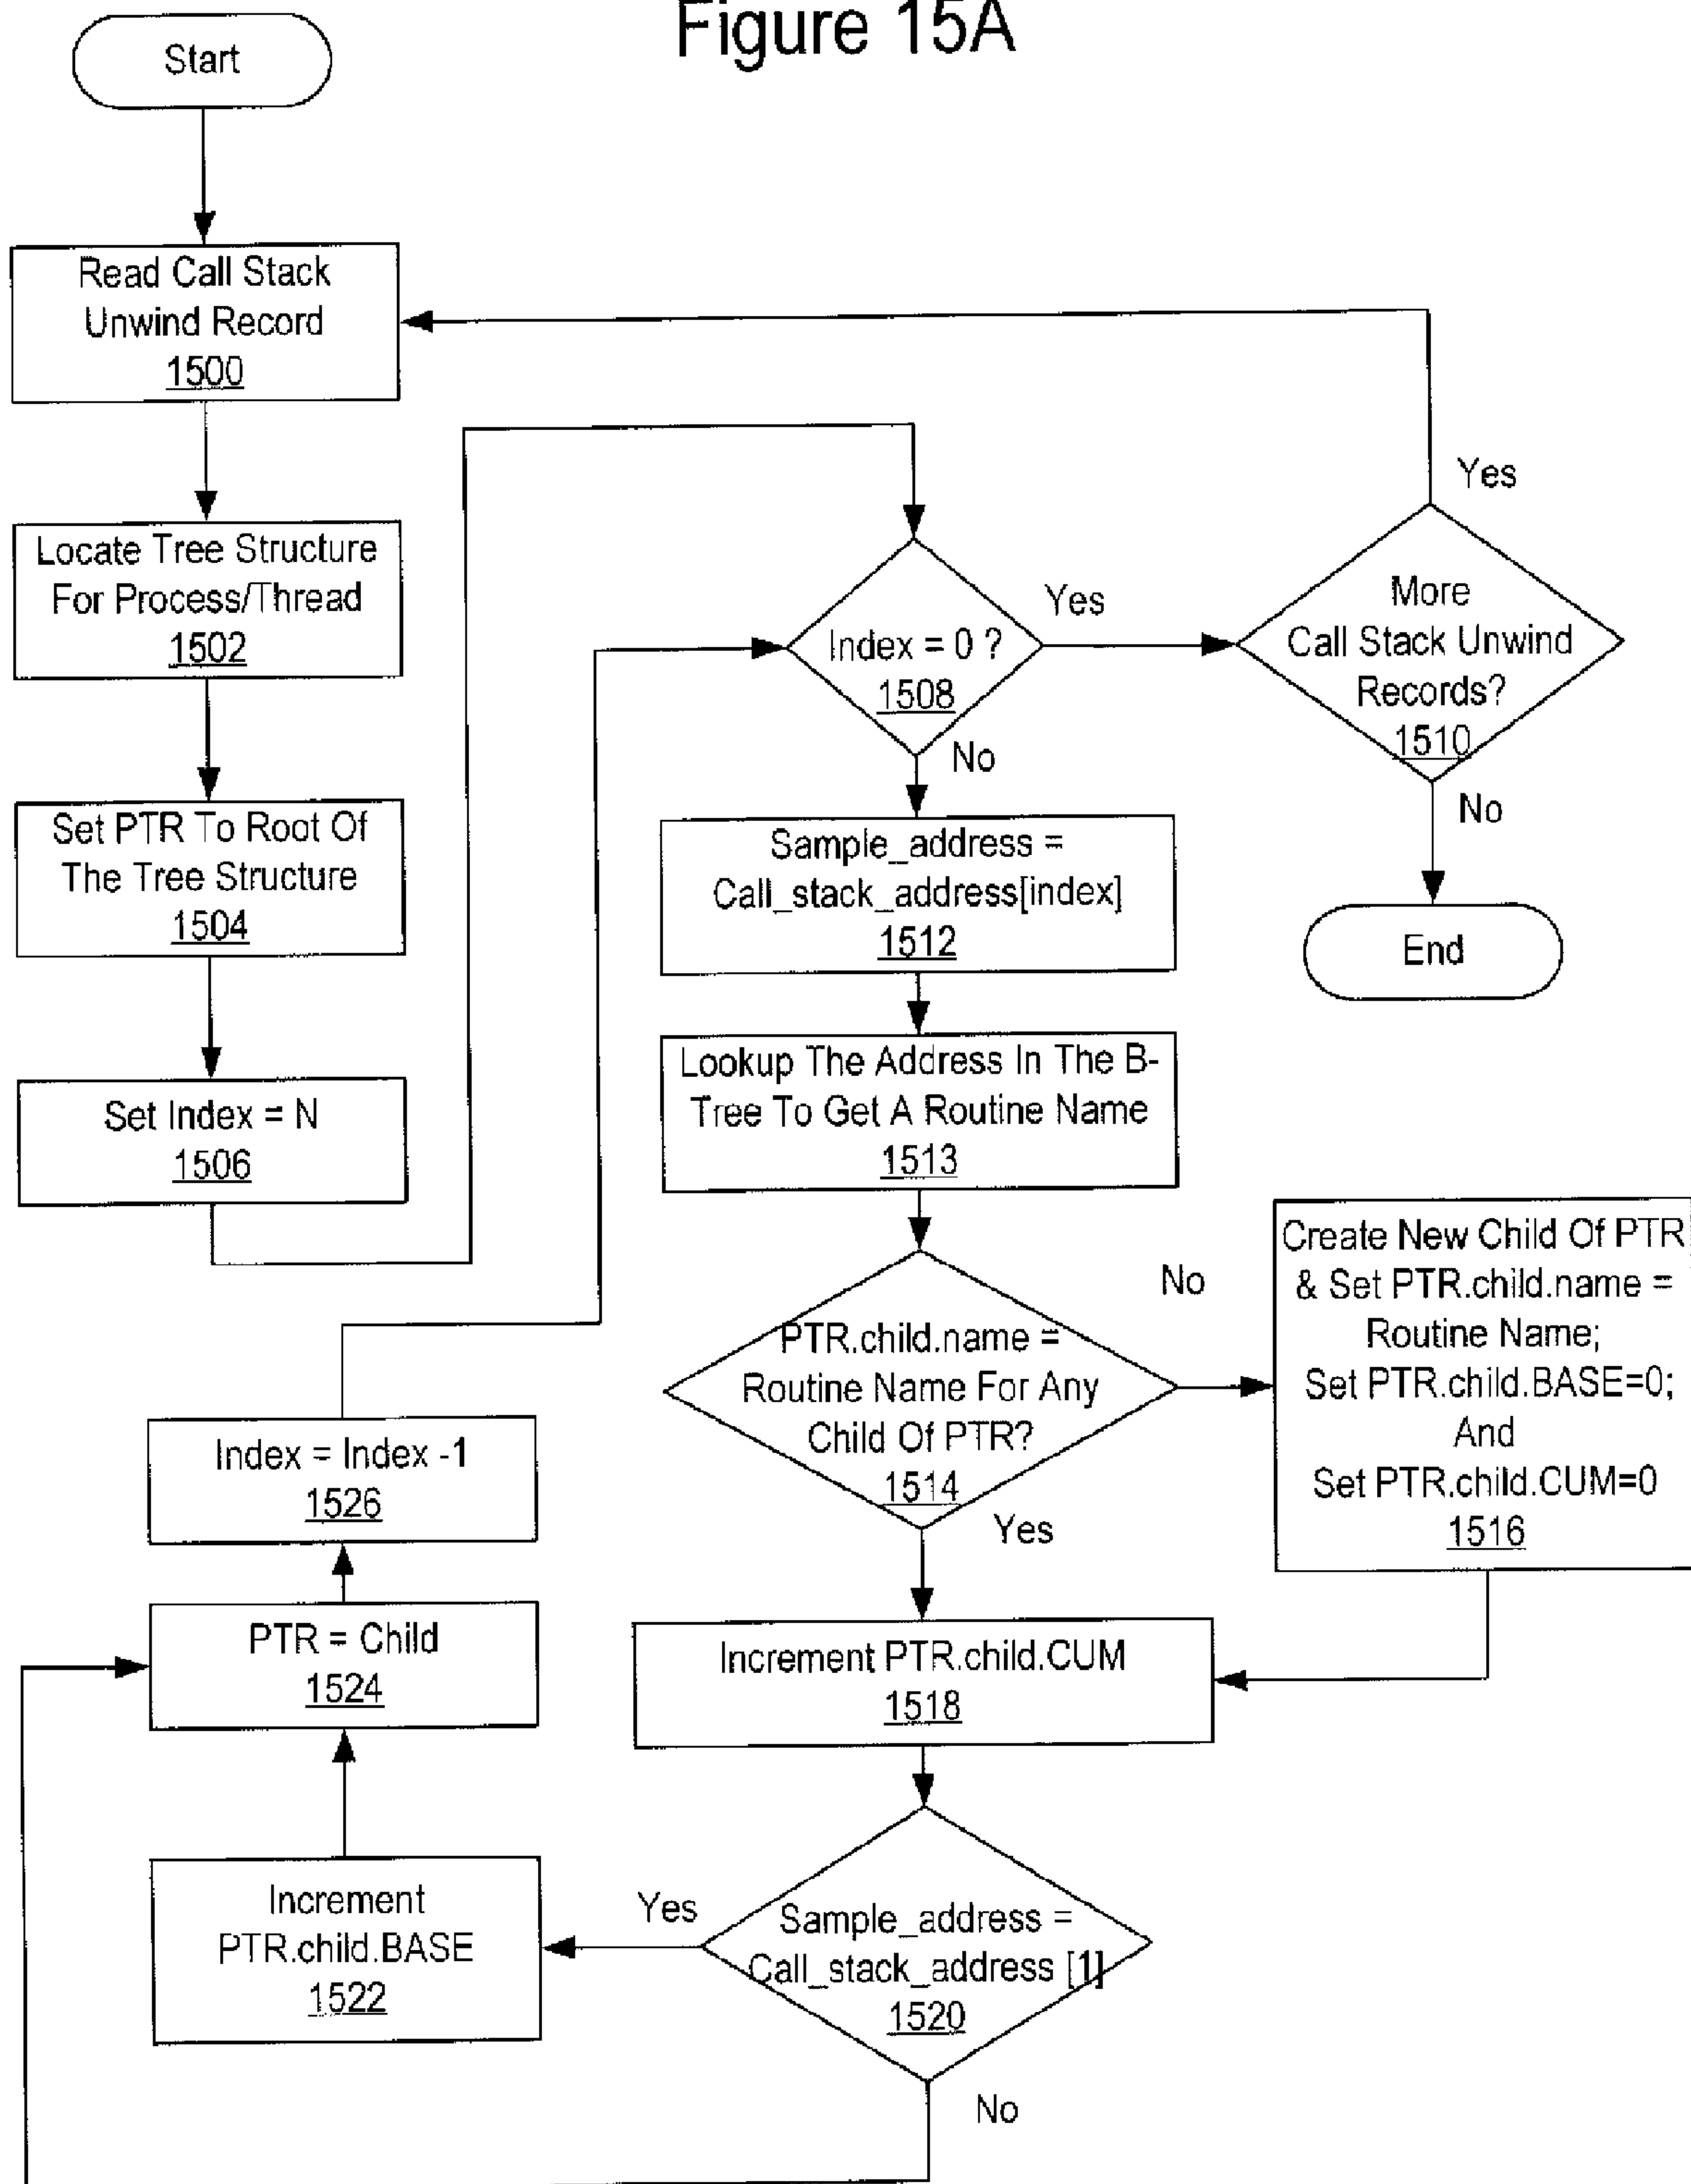 Figure 15A
Start
Read Call Stack
Unwind Record
1500
Locate Tree Structure
For Process/Thread
1502
Set PTR To Root Of
The Tree Structure
1504
Set Index = N
1506
Index = 0 ?
1508
Yes
No
More
Call Stack Unwind
Records?
1510
Yes
No
End
Sample_address =
Call_stack_address[index]
1512
Lookup The Address In The B-
Tree To Get A Routine Name
1513
PTR.child.name =
Routine Name For Any
Child Of PTR?
1514
No
Yes
Create New Child Of PTR
& Set PTR.child.name =
Routine Name;
Set PTR.child.BASE=0;
And
Set PTR.child.CUM=0
1516
Increment PTR.child.CUM
1518
Sample_address =
Call_stack_address [1]
1520
Yes
No
Increment
PTR.child.BASE
1522
PTR = Child
1524
Index = Index -1
1526